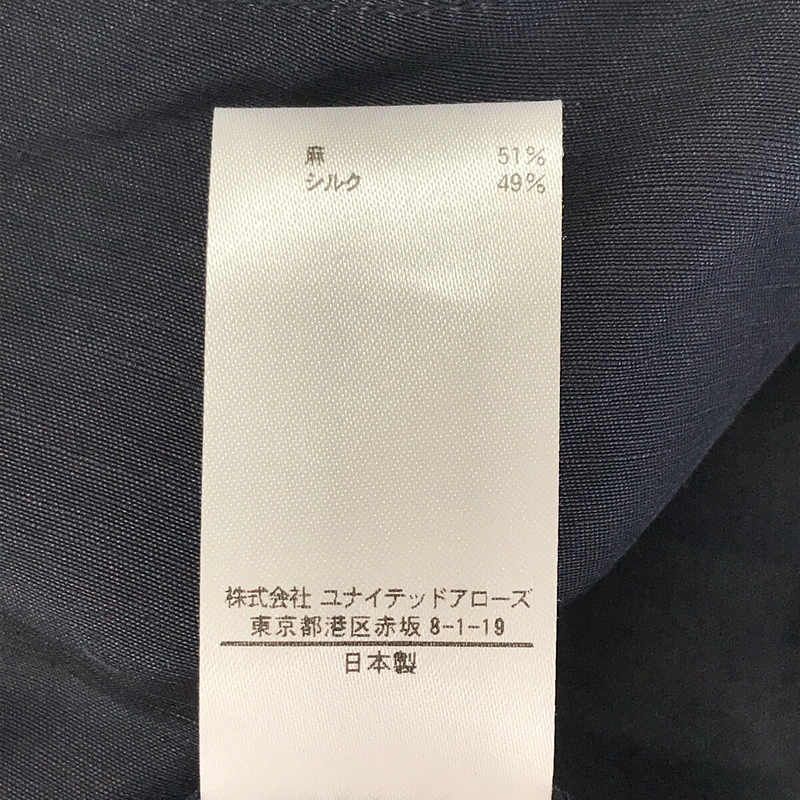 麻 51%
シルク 49%
株式会社 ユナイテッドアローズ
東京都港区赤坂 8-1-19
日本製